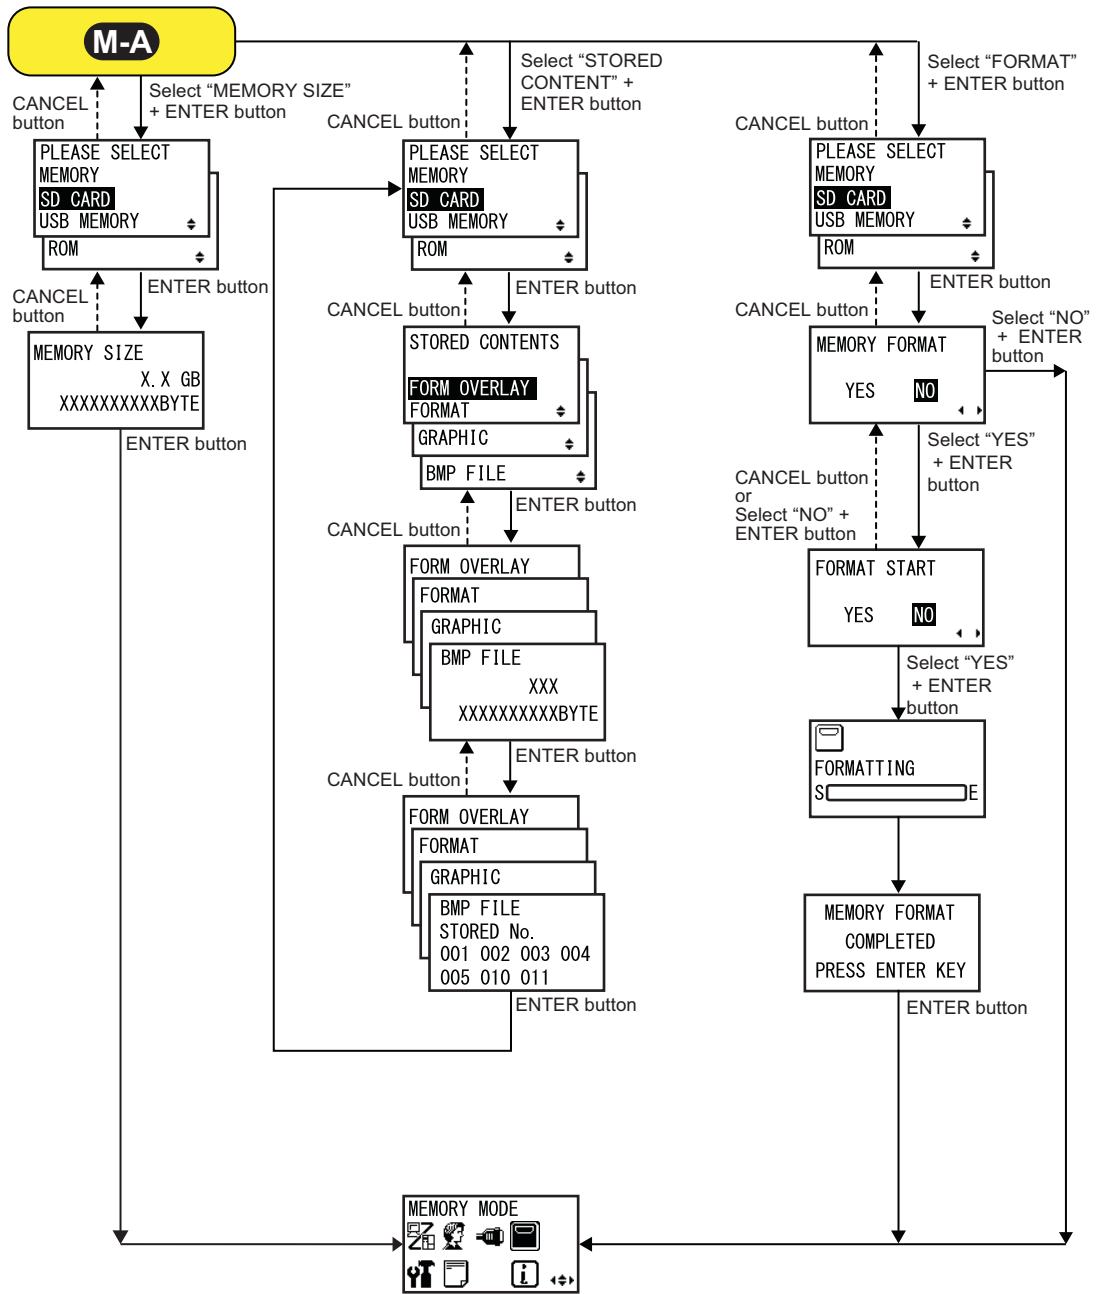 M-A
Select “MEMORY SIZE”
+ ENTER button
CANCEL
button
PLEASE SELECT
MEMORY
SD CARD
USB MEMORY
ROM
CANCEL
button
ENTER button
MEMORY SIZE
X.X GB
XXXXXXXXXXBYTE
ENTER button
Select “STORED
CONTENT” +
ENTER button
CANCEL button
PLEASE SELECT
MEMORY
SD CARD
USB MEMORY
ROM
ENTER button
CANCEL button
STORED CONTENTS
FORM OVERLAY
FORMAT
GRAPHIC
BMP FILE
ENTER button
CANCEL button
FORM OVERLAY
FORMAT
GRAPHIC
BMP FILE
XXX
XXXXXXXXXXBYTE
ENTER button
CANCEL button
FORM OVERLAY
FORMAT
GRAPHIC
BMP FILE
STORED No.
001 002 003 004
005 010 011
ENTER button
Select “FORMAT”
+ ENTER button
CANCEL button
PLEASE SELECT
MEMORY
SD CARD
USB MEMORY
ROM
ENTER button
CANCEL button
MEMORY FORMAT
YES NO
Select “NO”
+ ENTER
button
Select “YES”
+ ENTER
button
CANCEL button
or
Select “NO” +
ENTER button
FORMAT START
YES NO
Select “YES”
+ ENTER
button
FORMATTING
S E
MEMORY FORMAT
COMPLETED
PRESS ENTER KEY
ENTER button
MEMORY MODE
i